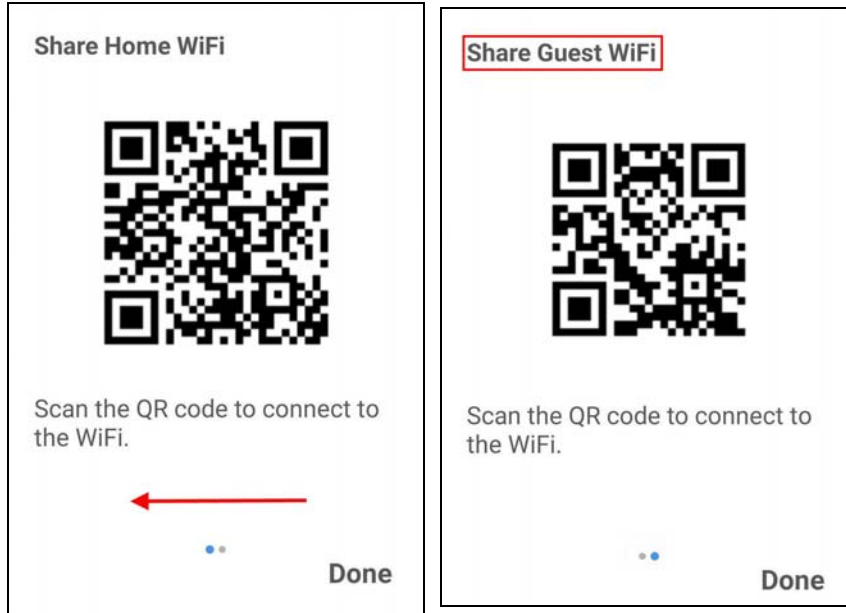 Share Home WiFi
Scan the QR code to connect to
the WiFi.
Done
Share Guest WiFi
Scan the QR code to connect to
the WiFi.
Done